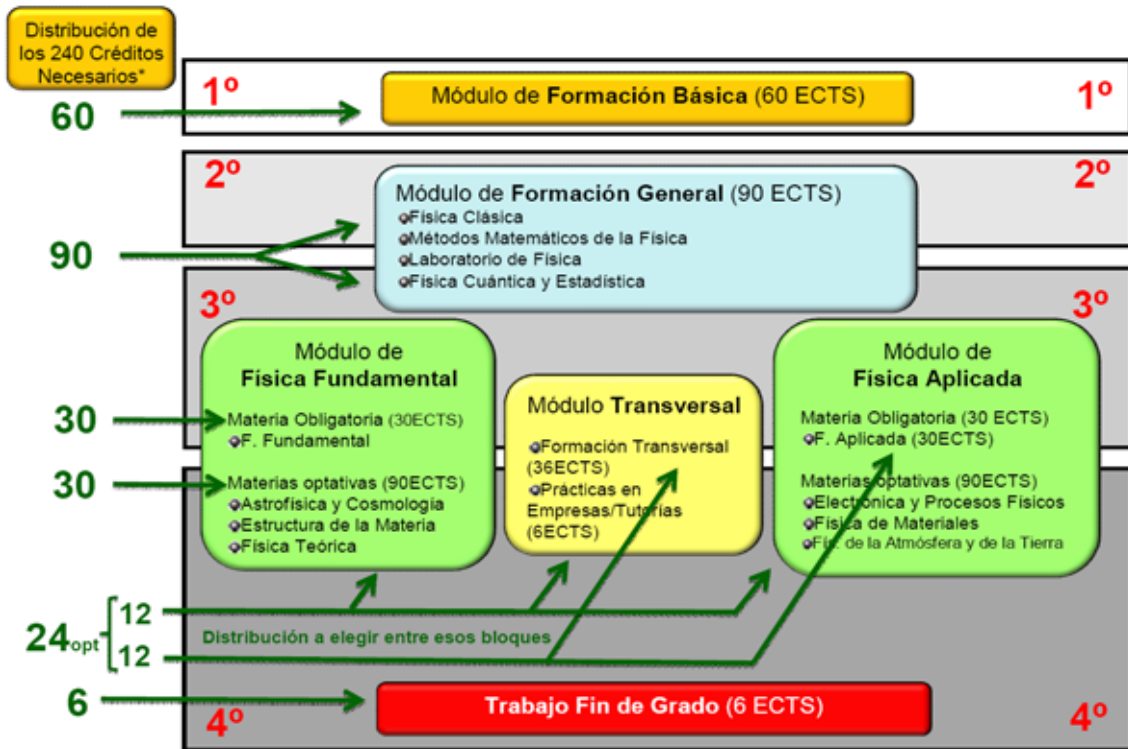 Distribución de
los 240 Créditos
Necesarios*
1º
Módulo de Formación Básica (60 ECTS)
1º
60
2º
2º
Módulo de Formación General (90 ECTS)
Física Clásica
Métodos Matemáticos de la Física
Laboratorio de Física
Física Cuántica y Estadística
90
3º
3º
Módulo de
Física Fundamental
Materia Obligatoria (30ECTS)
F. Fundamental
Materias optativas (90ECTS)
Astrofísica y Cosmología
Estructura de la Materia
Física Teórica
30
30
Módulo Transversal
Formación Transversal
(36ECTS)
Prácticas en
Empresas/Tutorías
(6ECTS)
Módulo de
Física Aplicada
Materia Obligatoria (30 ECTS)
F. Aplicada (30ECTS)
Materias optativas (90ECTS)
Electrónica y Procesos Físicos
Física de Materiales
Fís. de la Atmósfera y de la Tierra
24opt
12
Distribución a elegir entre esos bloques
12
6
Trabajo Fin de Grado (6 ECTS)
4º
4º